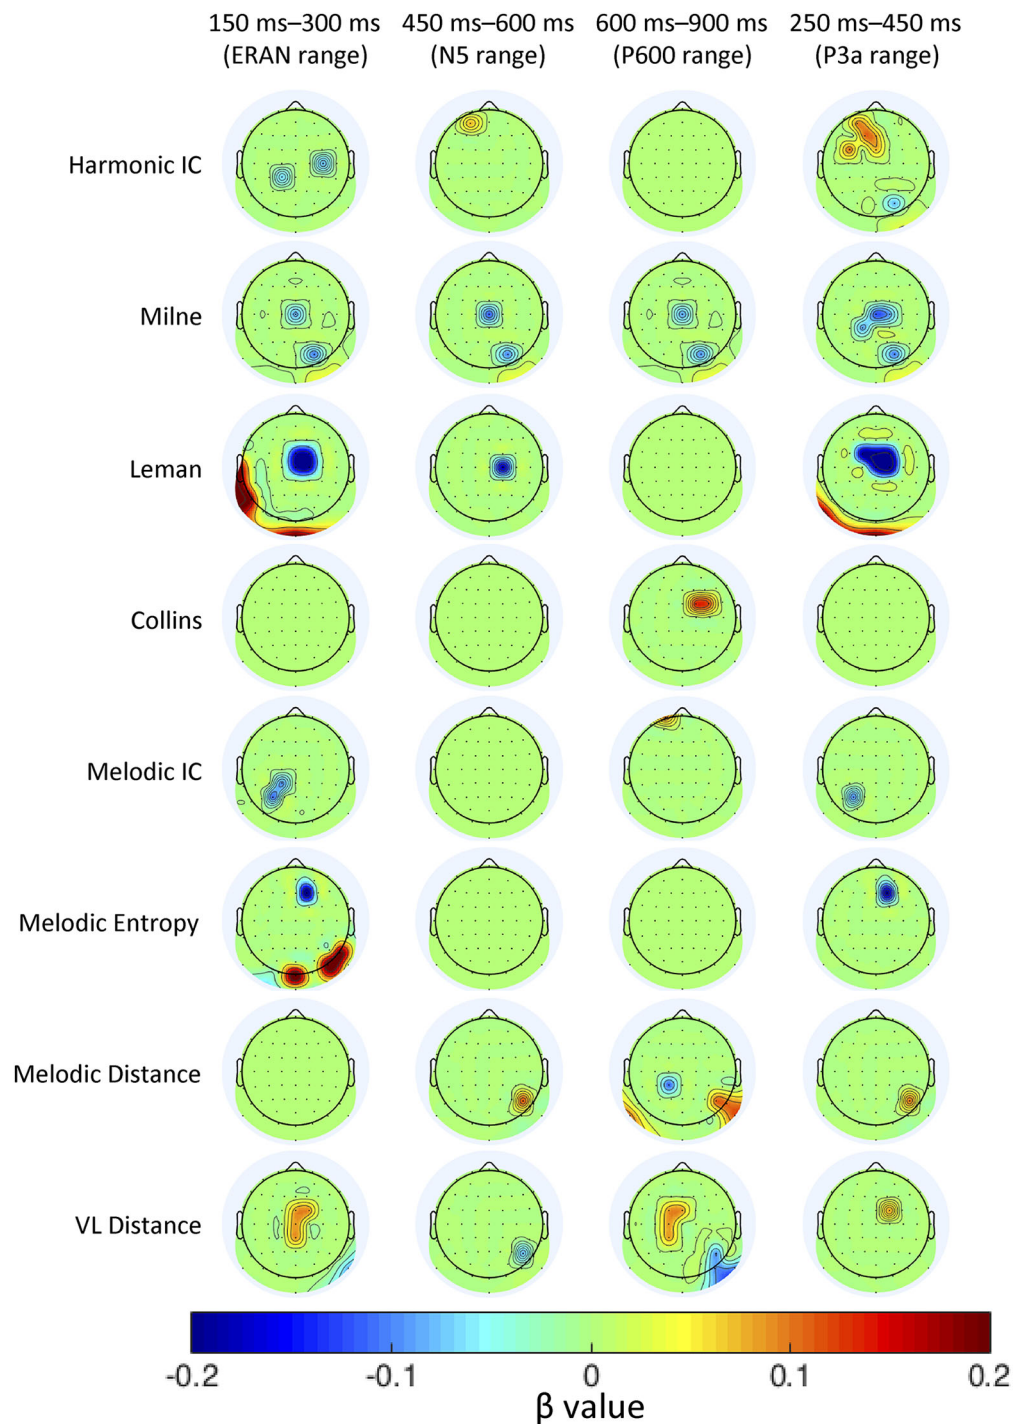 150 ms–300 ms 450 ms–600 ms 600 ms–900 ms 250 ms–450 ms
(ERAN range) (N5 range) (P600 range) (P3a range)
Harmonic IC
Milne
Leman
Collins
Melodic IC
Melodic Entropy
Melodic Distance
VL Distance
-0.2 -0.1 0 0.1 0.2
β value